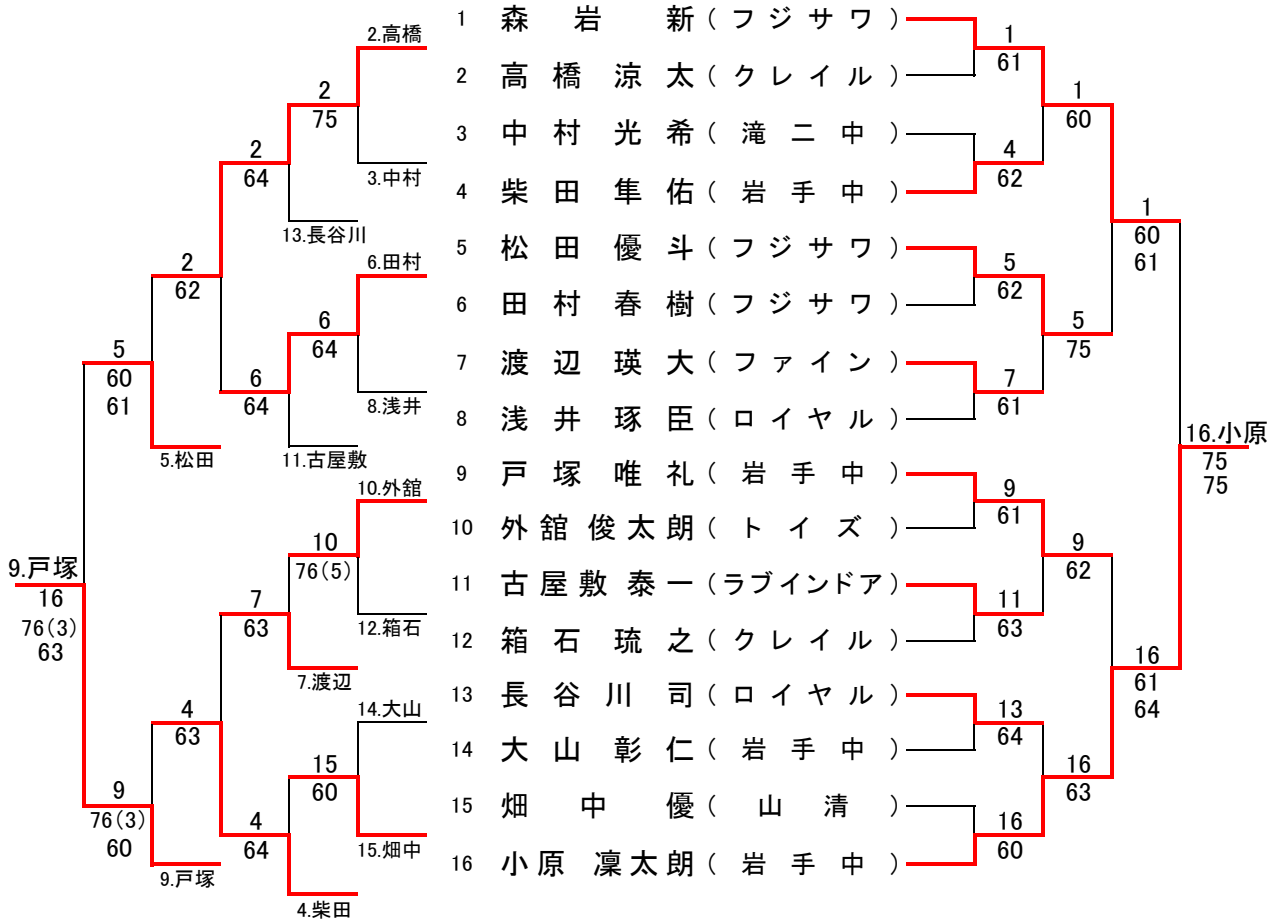 1 森岩 新 (フジサワ)
2 高橋涼太 (クレイル)
3 中村光希 (滝二中)
4 柴田隼佑 (岩手中)
5 松田優斗 (フジサワ)
6 田村春樹 (フジサワ)
7 渡辺瑛大 (ファイン)
8 浅井琢臣 (ロイヤル)
9 戸塚唯礼 (岩手中)
10 外舘俊太朗 (トイズ)
11 古屋敷泰一 (ラブインドア)
12 箱石琉之 (クレイル)
13 長谷川司 (ロイヤル)
14 大山彰仁 (岩手中)
15 畑中優 (山清)
16 小原凜太朗 (岩手中)
2.高橋
3.中村
2
75
13.長谷川
2
64
6.田村
8.浅井
6
64
11.古屋敷
6
64
2
62
5.松田
5
60
61
10.外舘
12.箱石
10
76(5)
7.渡辺
7
63
14.大山
15.畑中
15
60
4.柴田
4
64
4
63
9.戸塚
9
76(3)
60
9.戸塚
16
76(3)
63
1
61
4
62
1
60
5
62
7
61
5
75
1
60
61
9
61
11
63
9
62
13
64
16
60
16
63
16
61
64
16.小原
75
75